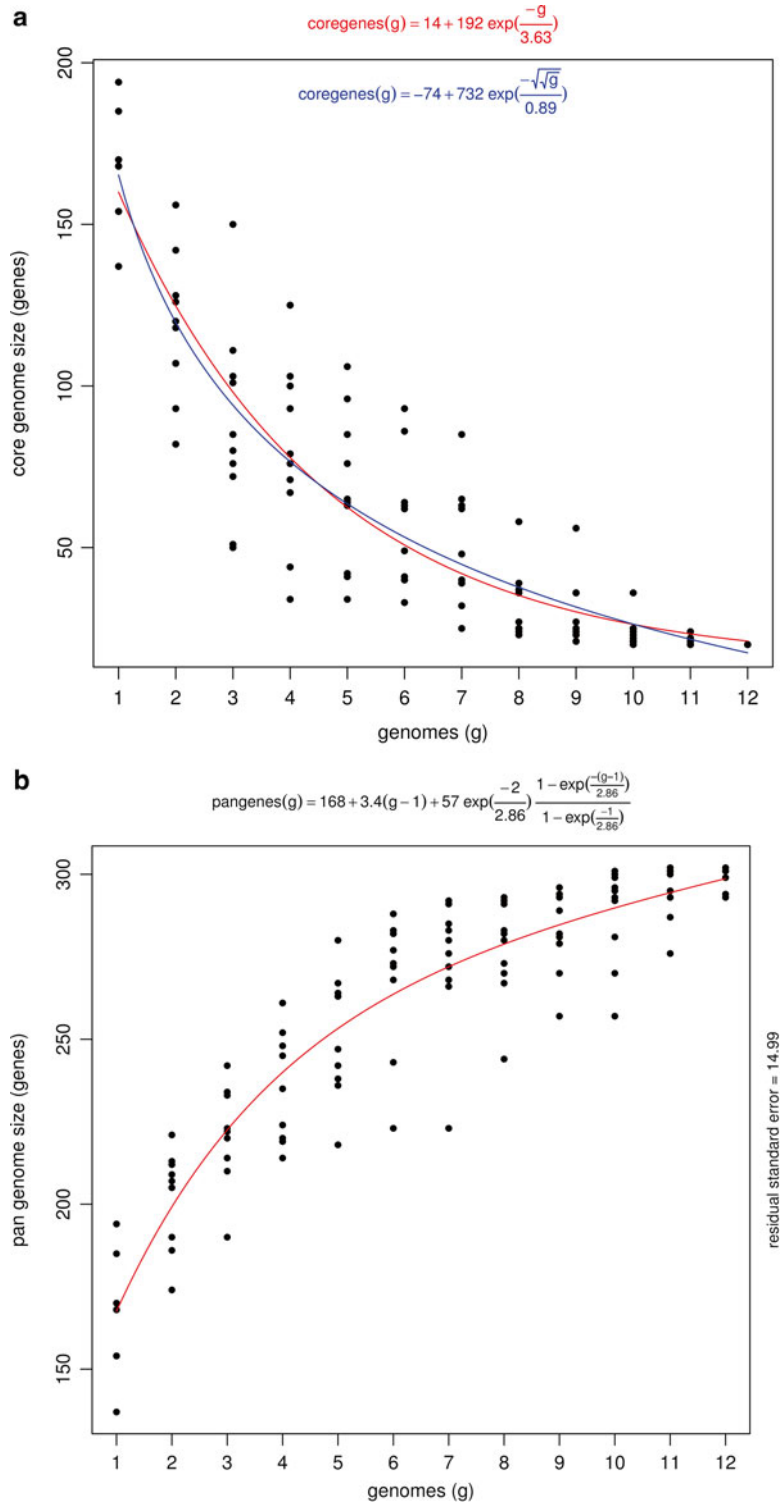 a
coregenes(g) = 14 + 192 exp(-g/3.63)
coregenes(g) = −74 + 732 exp(-√√g/0.89)
core genome size (genes)
200
150
100
50
1 2 3 4 5 6 7 8 9 10 11 12
genomes (g)
b
pangenes(g) = 168 + 3.4(g − 1) + 57 exp(-2/2.86) (1 − exp(-(g−1)/2.86))/(1 − exp(-1/2.86))
pan genome size (genes)
300
250
200
150
1 2 3 4 5 6 7 8 9 10 11 12
genomes (g)
residual standard error = 14.99